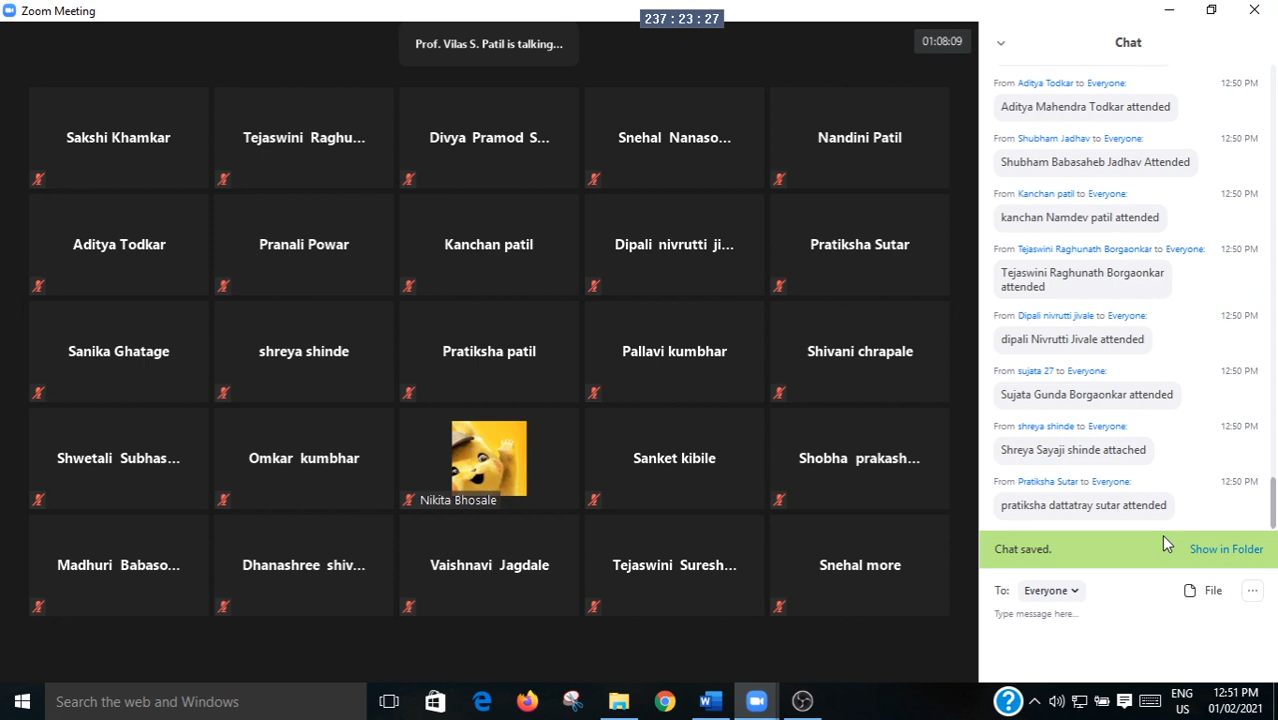 Zoom Meeting
237 : 23 : 27
Prof. Vilas S. Patil is talking...
01:08:09
Sakshi Khamkar
Tejaswini Raghu...
Divya Pramod S...
Snehal Nanaso...
Nandini Patil
Aditya Todkar
Pranali Powar
Kanchan patil
Dipali nivrutti ji...
Pratiksha Sutar
Sanika Ghatage
shreya shinde
Pratiksha patil
Pallavi kumbhar
Shivani chrapale
Shwetali Subhas...
Omkar kumbhar
Nikita Bhosale
Sanket kibile
Shobha prakash...
Madhuri Babaso...
Dhanashree shiv...
Vaishnavi Jagdale
Tejaswini Suresh...
Snehal more
Chat
From Aditya Todkar to Everyone: 12:50 PM
Aditya Mahendra Todkar attended
From Shubham Jadhav to Everyone: 12:50 PM
Shubham Babasaheb Jadhav Attended
From Kanchan patil to Everyone: 12:50 PM
kanchan Namdev patil attended
From Tejaswini Raghunath Borgaonkar to Everyone: 12:50 PM
Tejaswini Raghunath Borgaonkar
attended
From Dipali nivrutti jivale to Everyone: 12:50 PM
dipali Nivrutti Jivale attended
From sujata 27 to Everyone: 12:50 PM
Sujata Gunda Borgaonkar attended
From shreya shinde to Everyone: 12:50 PM
Shreya Sayaji shinde attached
From Pratiksha Sutar to Everyone: 12:50 PM
pratiksha dattatray sutar attended
Chat saved. Show in Folder
To: Everyone File ...
Type message here...
Search the web and Windows
ENG
US
12:51 PM
01/02/2021